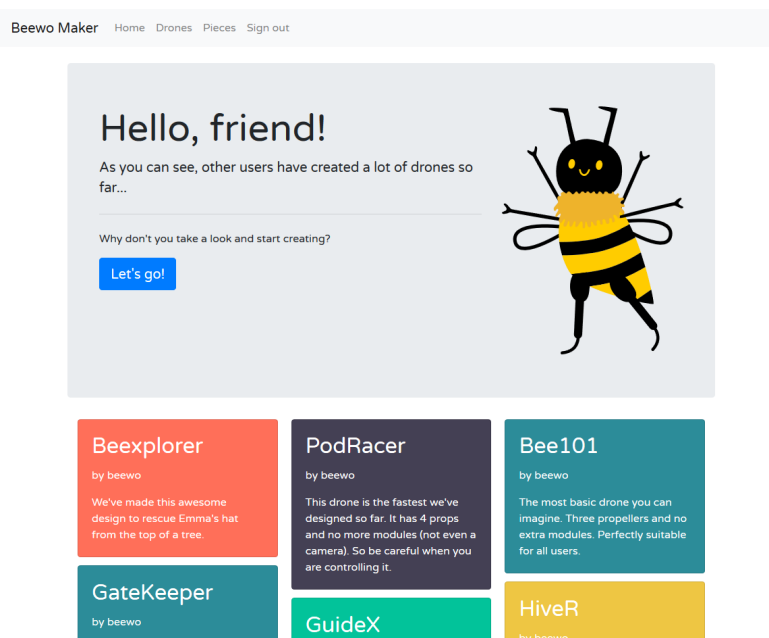 Beewo Maker Home Drones Pieces Sign out
Hello, friend!
As you can see, other users have created a lot of drones so
far...
Why don't you take a look and start creating?
Let's go!
Beexplorer
by beewo
We've made this awesome
design to rescue Emma's hat
from the top of a tree.
PodRacer
by beewo
This drone is the fastest we've
designed so far. It has 4 props
and no more modules (not even a
camera). So be careful when you
are controlling it.
Bee101
by beewo
The most basic drone you can
imagine. Three propellers and no
extra modules. Perfectly suitable
for all users.
GateKeeper
by beewo
GuideX
HiveR
by beewo